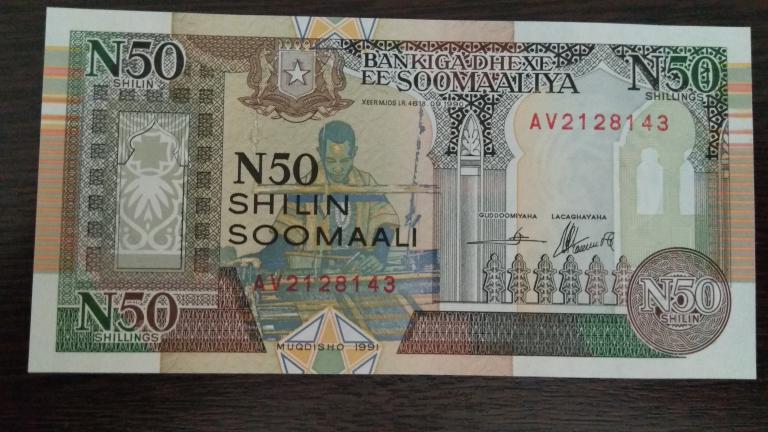 N50
SHILIN
BANKIGA DHEXE
EE SOOMAALIYA
N50
SHILLINGS
AV2128143
N50
SHILIN
SOOMAALI
GUDDOOMIYAHA
LACAGHAYAHA
AV2128143
N50
SHILLINGS
MUQDISHO 1991
N50
SHILIN